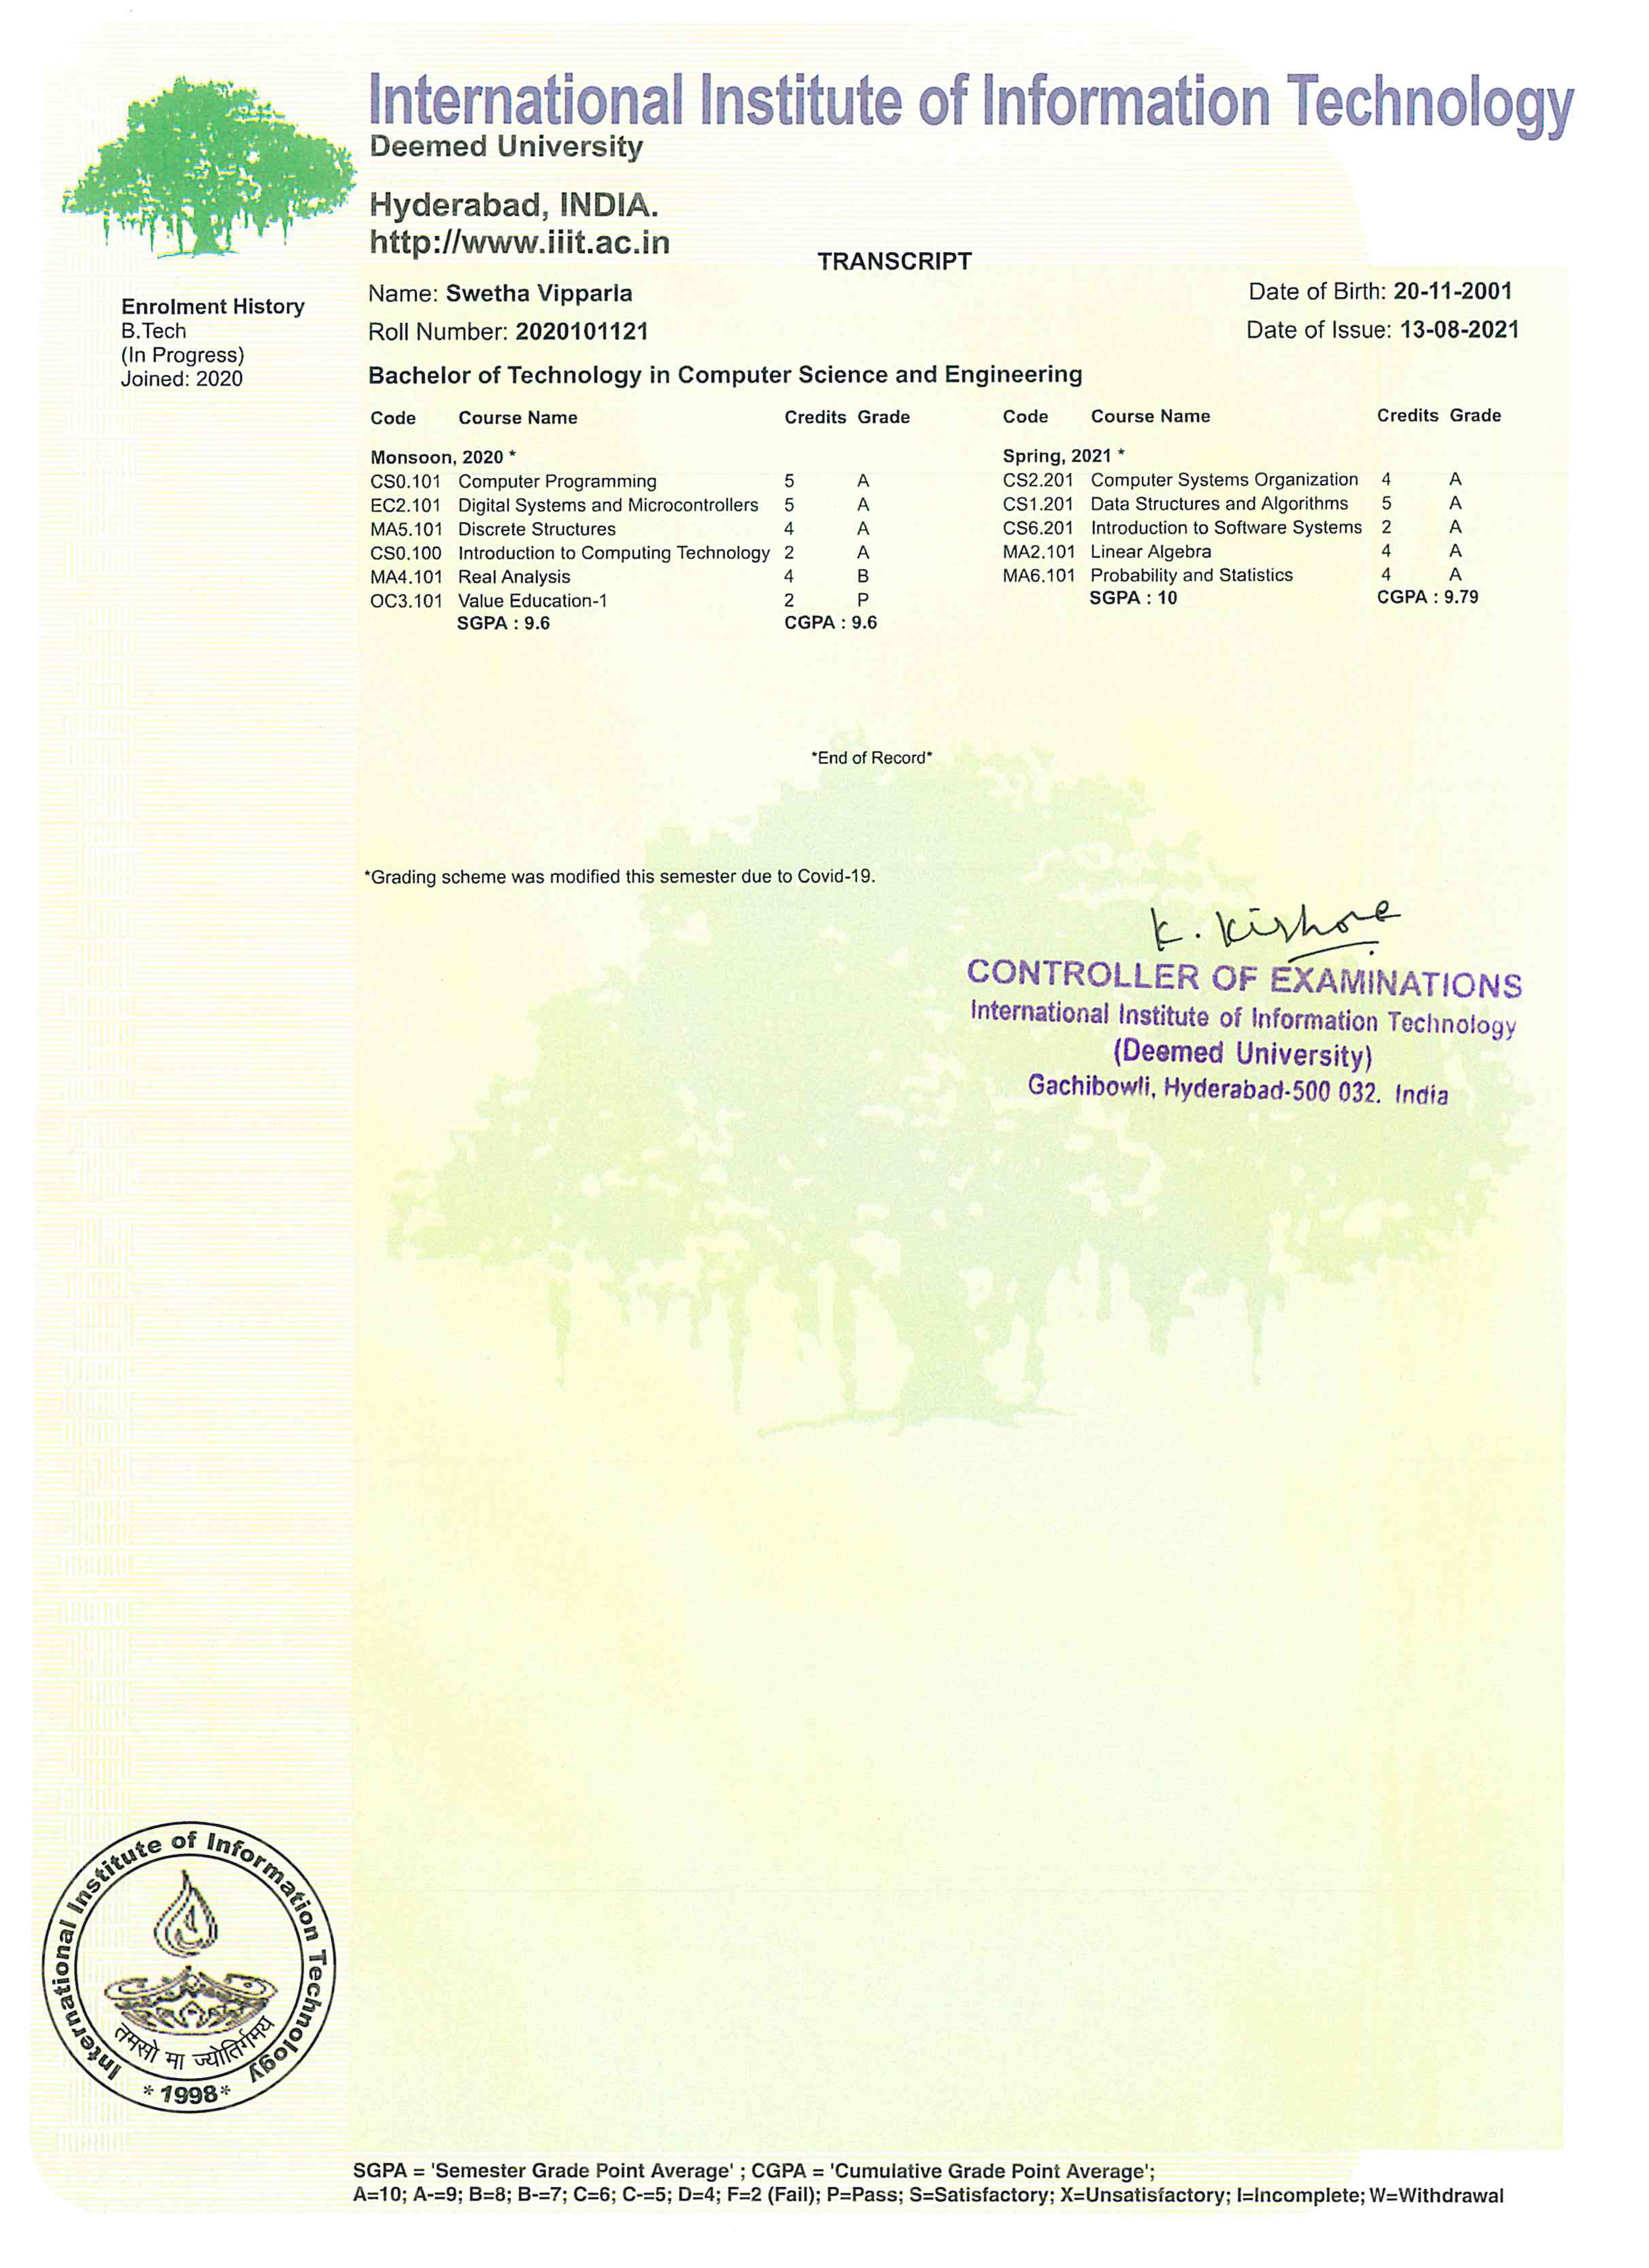 International Institute of Information Technology
Deemed University
Hyderabad, INDIA.
http://www.iiit.ac.in
TRANSCRIPT
Enrolment History
B.Tech
(In Progress)
Joined: 2020
Name: Swetha Vipparla
Date of Birth: 20-11-2001
Roll Number: 2020101121
Date of Issue: 13-08-2021
Bachelor of Technology in Computer Science and Engineering
Code Course Name Credits Grade
Monsoon, 2020 *
CS0.101 Computer Programming 5 A
EC2.101 Digital Systems and Microcontrollers 5 A
MA5.101 Discrete Structures 4 A
CS0.100 Introduction to Computing Technology 2 A
MA4.101 Real Analysis 4 B
OC3.101 Value Education-1 2 P
SGPA : 9.6 CGPA : 9.6
Code Course Name Credits Grade
Spring, 2021 *
CS2.201 Computer Systems Organization 4 A
CS1.201 Data Structures and Algorithms 5 A
CS6.201 Introduction to Software Systems 2 A
MA2.101 Linear Algebra 4 A
MA6.101 Probability and Statistics 4 A
SGPA : 10 CGPA : 9.79
*End of Record*
*Grading scheme was modified this semester due to Covid-19.
K. Kishore
CONTROLLER OF EXAMINATIONS
International Institute of Information Technology
(Deemed University)
Gachibowli, Hyderabad-500 032. India
International Institute of Information Technology
तमसो मा ज्योतिर्गमय
* 1998 *
SGPA = 'Semester Grade Point Average' ; CGPA = 'Cumulative Grade Point Average';
A=10; A-=9; B=8; B-=7; C=6; C-=5; D=4; F=2 (Fail); P=Pass; S=Satisfactory; X=Unsatisfactory; I=Incomplete; W=Withdrawal